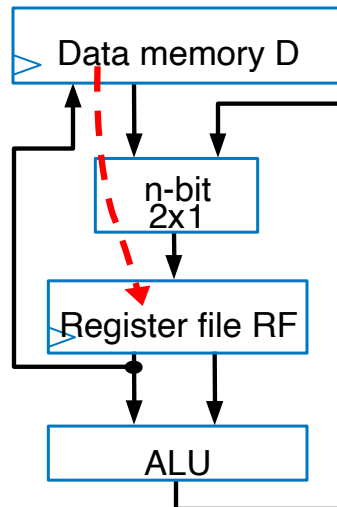 Data memory D
n-bit
2x1
Register file RF
ALU